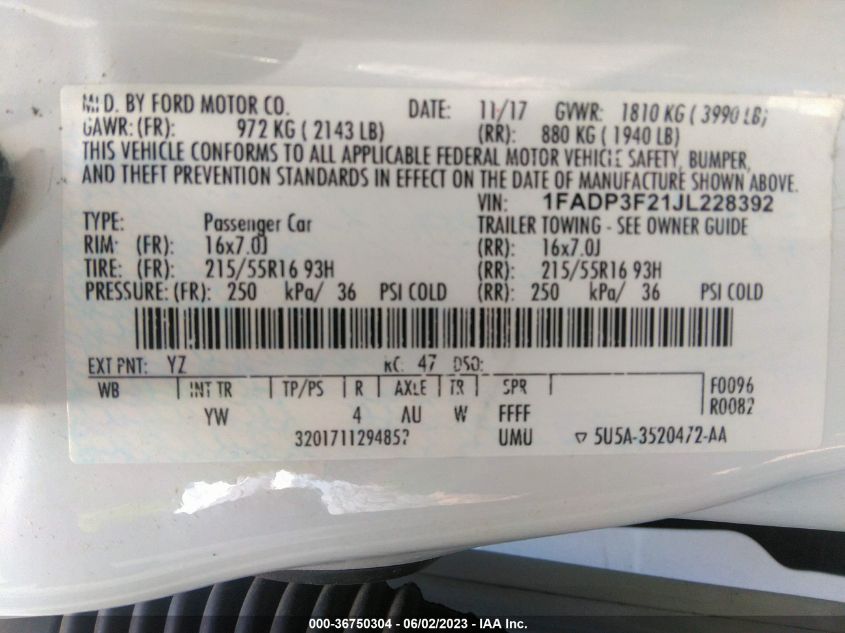 MFD. BY FORD MOTOR CO. DATE: 11/17 GVWR: 1810 KG ( 3990 LB)
GAWR: (FR): 972 KG ( 2143 LB) (RR): 880 KG ( 1940 LB)
THIS VEHICLE CONFORMS TO ALL APPLICABLE FEDERAL MOTOR VEHICLE SAFETY, BUMPER,
AND THEFT PREVENTION STANDARDS IN EFFECT ON THE DATE OF MANUFACTURE SHOWN ABOVE.
VIN: 1FADP3F21JL228392
TYPE: Passenger Car TRAILER TOWING - SEE OWNER GUIDE
RIM: (FR): 16x7.0J (RR): 16x7.0J
TIRE: (FR): 215/55R16 93H (RR): 215/55R16 93H
PRESSURE: (FR): 250 kPa/ 36 PSI COLD (RR): 250 kPa/ 36 PSI COLD
EXT PNT: YZ RC: 47 DSO:
WB INT TR TP/PS R AXLE TR SPR F0096
R0082
YW 4 AU W FFFF
3201711294852 UMU ▽ 5U5A-3520472-AA
000-36750304 - 06/02/2023 - IAA Inc.